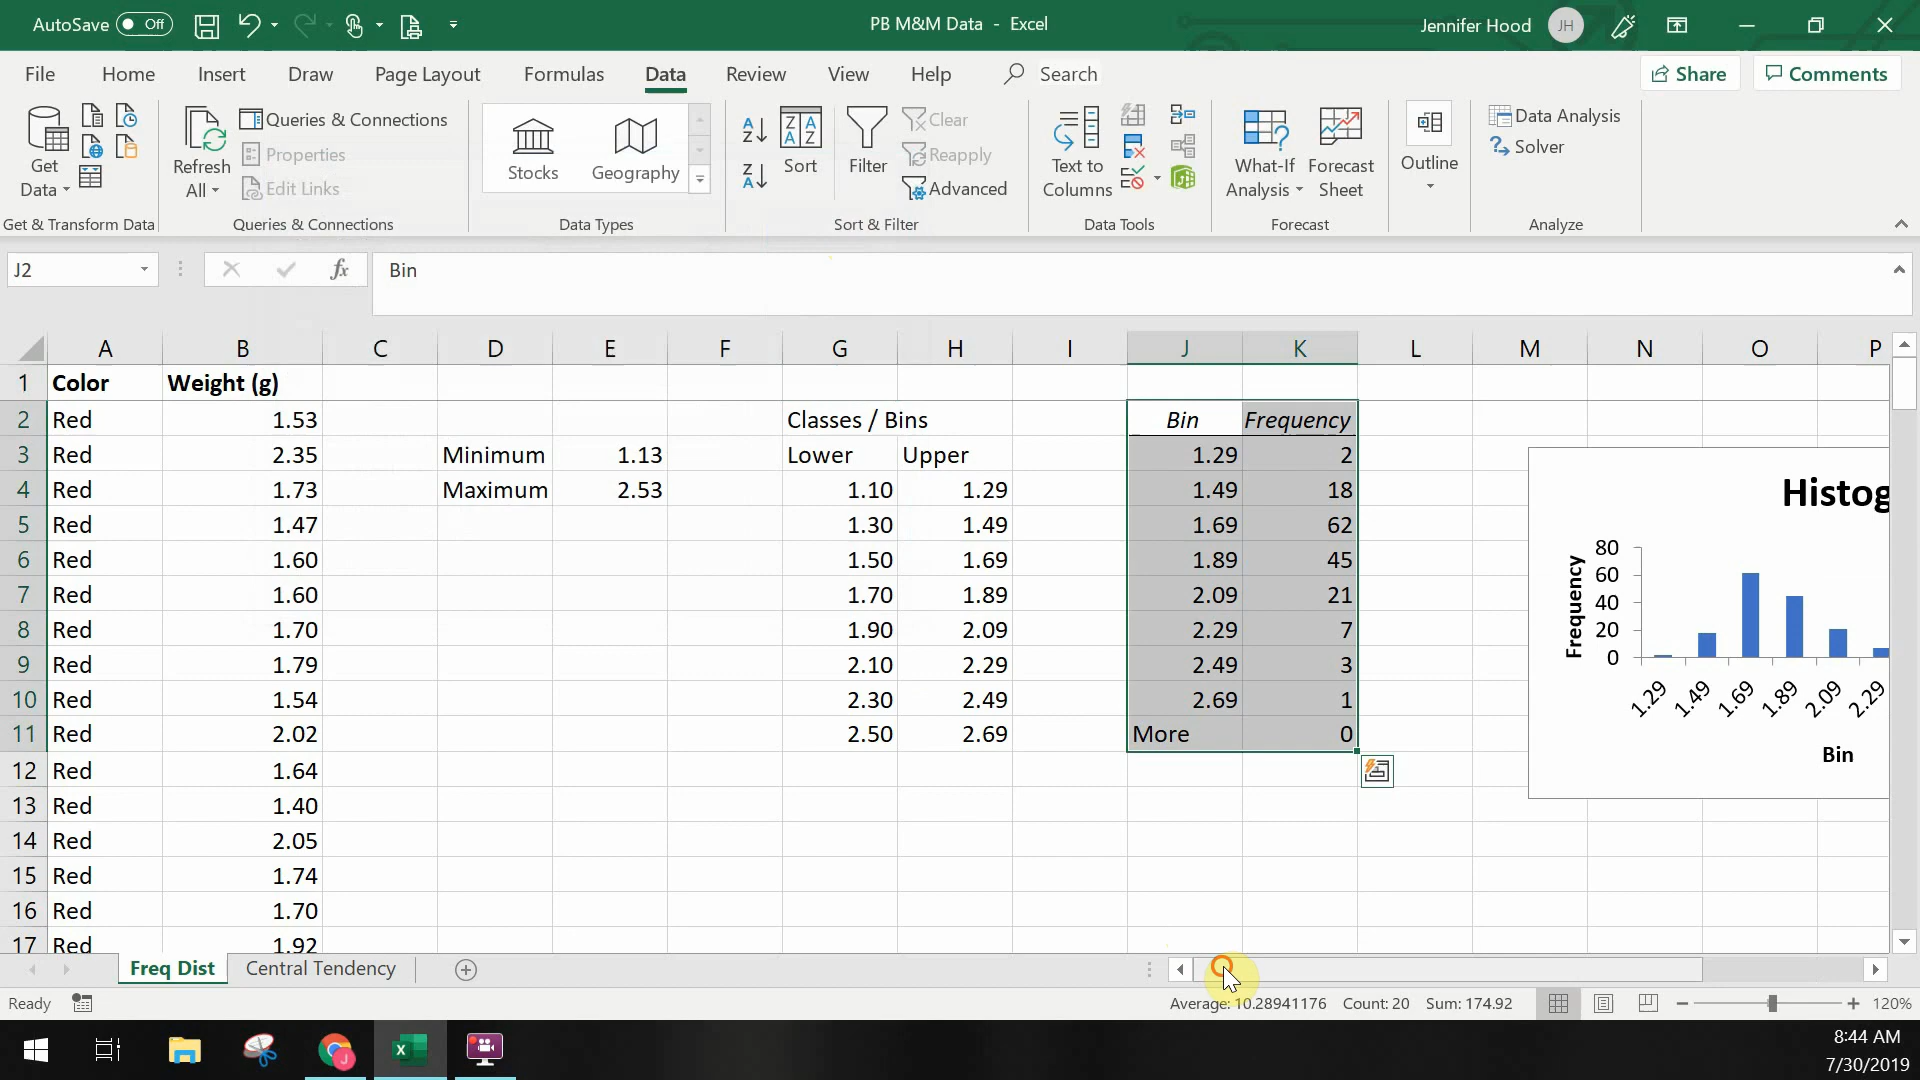 AutoSave Off PB M&M Data - Excel Jennifer Hood JH
File Home Insert Draw Page Layout Formulas Data Review View Help Search Share Comments
Get Data
Refresh All
Queries & Connections
Properties
Edit Links
Stocks
Geography
Sort
Filter
Clear
Reapply
Advanced
Text to Columns
What-If Analysis
Forecast Sheet
Outline
Data Analysis
Solver
Get & Transform Data Queries & Connections Data Types Sort & Filter Data Tools Forecast Analyze
J2 fx Bin
A B C D E F G H I J K L M N O P
1 Color Weight (g)
2 Red 1.53 Classes / Bins Bin Frequency
3 Red 2.35 Minimum 1.13 Lower Upper 1.29 2
4 Red 1.73 Maximum 2.53 1.10 1.29 1.49 18
5 Red 1.47 1.30 1.49 1.69 62
6 Red 1.60 1.50 1.69 1.89 45
7 Red 1.60 1.70 1.89 2.09 21
8 Red 1.70 1.90 2.09 2.29 7
9 Red 1.79 2.10 2.29 2.49 3
10 Red 1.54 2.30 2.49 2.69 1
11 Red 2.02 2.50 2.69 More 0
12 Red 1.64
13 Red 1.40
14 Red 2.05
15 Red 1.74
16 Red 1.70
17 Red 1.92
Histog
Frequency
80
60
40
20
0
1.29 1.49 1.69 1.89 2.09 2.29
Bin
Freq Dist Central Tendency
Ready Average: 10.28941176 Count: 20 Sum: 174.92 120%
8:44 AM
7/30/2019